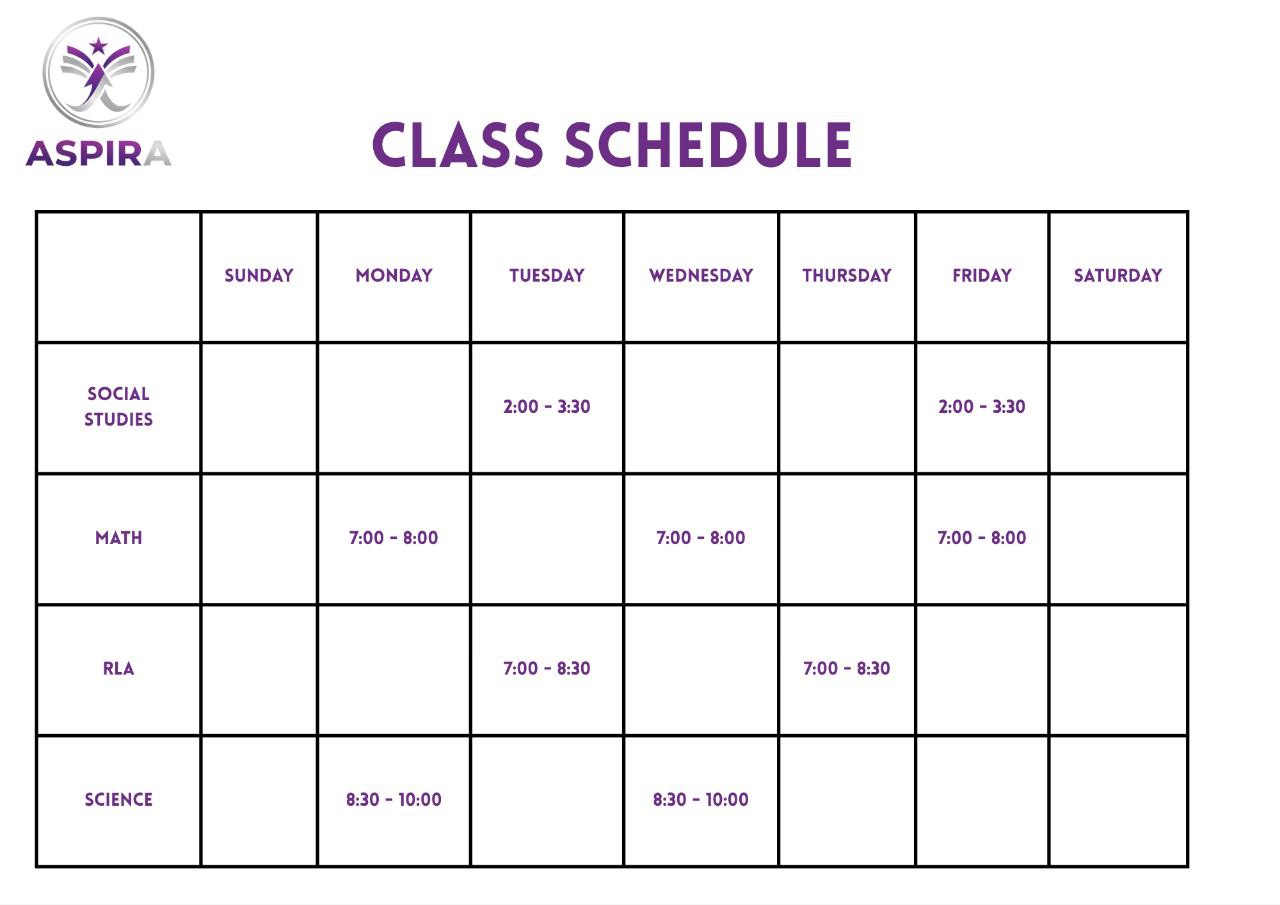 ASPIRA
CLASS SCHEDULE
SUNDAY MONDAY TUESDAY WEDNESDAY THURSDAY FRIDAY SATURDAY
SOCIAL
STUDIES
2:00 - 3:30 2:00 - 3:30
MATH 7:00 - 8:00 7:00 - 8:00 7:00 - 8:00
RLA 7:00 - 8:30 7:00 - 8:30
SCIENCE 8:30 - 10:00 8:30 - 10:00